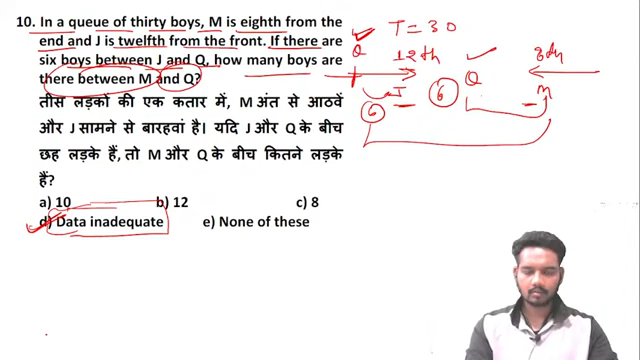 10. In a queue of thirty boys, M is eighth from the
end and J is twelfth from the front. If there are
six boys between J and Q, how many boys are
there between M and Q?
तीस लड़कों की एक कतार में, M अंत से आठवें
और J सामने से बारहवां है। यदि J और Q के बीच
छह लड़के हैं, तो M और Q के बीच कितने लड़के
हैं?
a) 10 b) 12 c) 8
d) Data inadequate e) None of these
T = 30
Q 12th 8th
Q
J 6 M
6